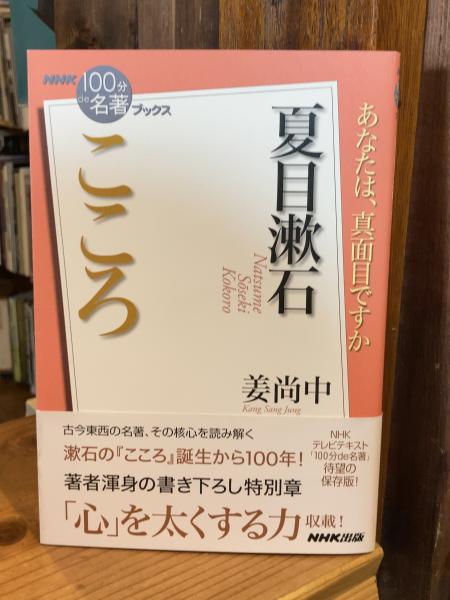 NHK
100分
de名著
ブックス
こころ
夏目漱石
Natsume
Sōseki
Kokoro
あなたは、真面目ですか
姜尚中
Kang Sang Jung
古今東西の名著、その核心を読み解く
漱石の『こころ』誕生から100年!
著者渾身の書き下ろし特別章
「心」を太くする力 収載!
NHK
テレビテキスト
「100分de名著」
待望の
保存版!
NHK出版